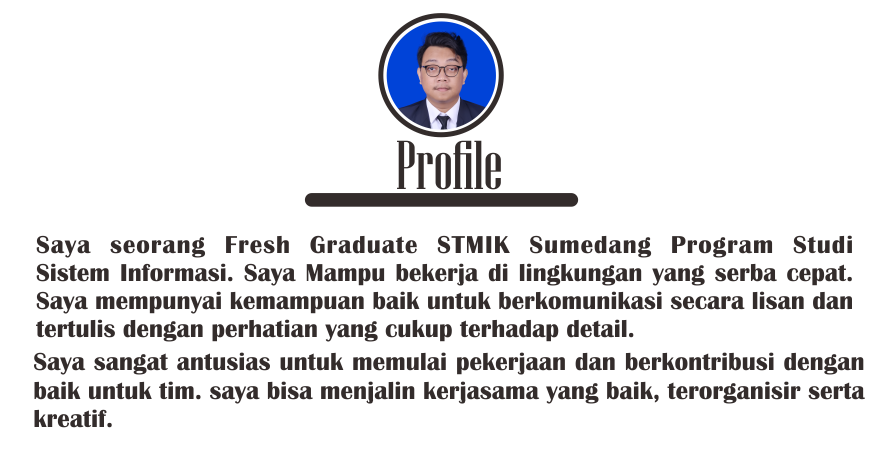 Profile
Saya seorang Fresh Graduate STMIK Sumedang Program Studi
Sistem Informasi. Saya Mampu bekerja di lingkungan yang serba cepat.
Saya mempunyai kemampuan baik untuk berkomunikasi secara lisan dan
tertulis dengan perhatian yang cukup terhadap detail.
Saya sangat antusias untuk memulai pekerjaan dan berkontribusi dengan
baik untuk tim. saya bisa menjalin kerjasama yang baik, terorganisir serta
kreatif.